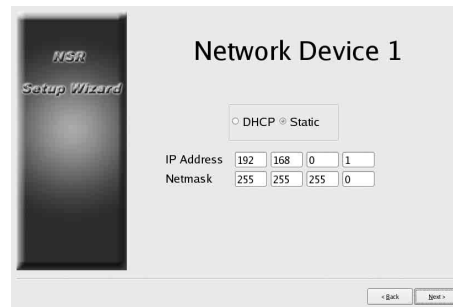 NSR
Setup Wizard
Network Device 1
DHCP Static
IP Address 192 168 0 1
Netmask 255 255 255 0
< Back Next >